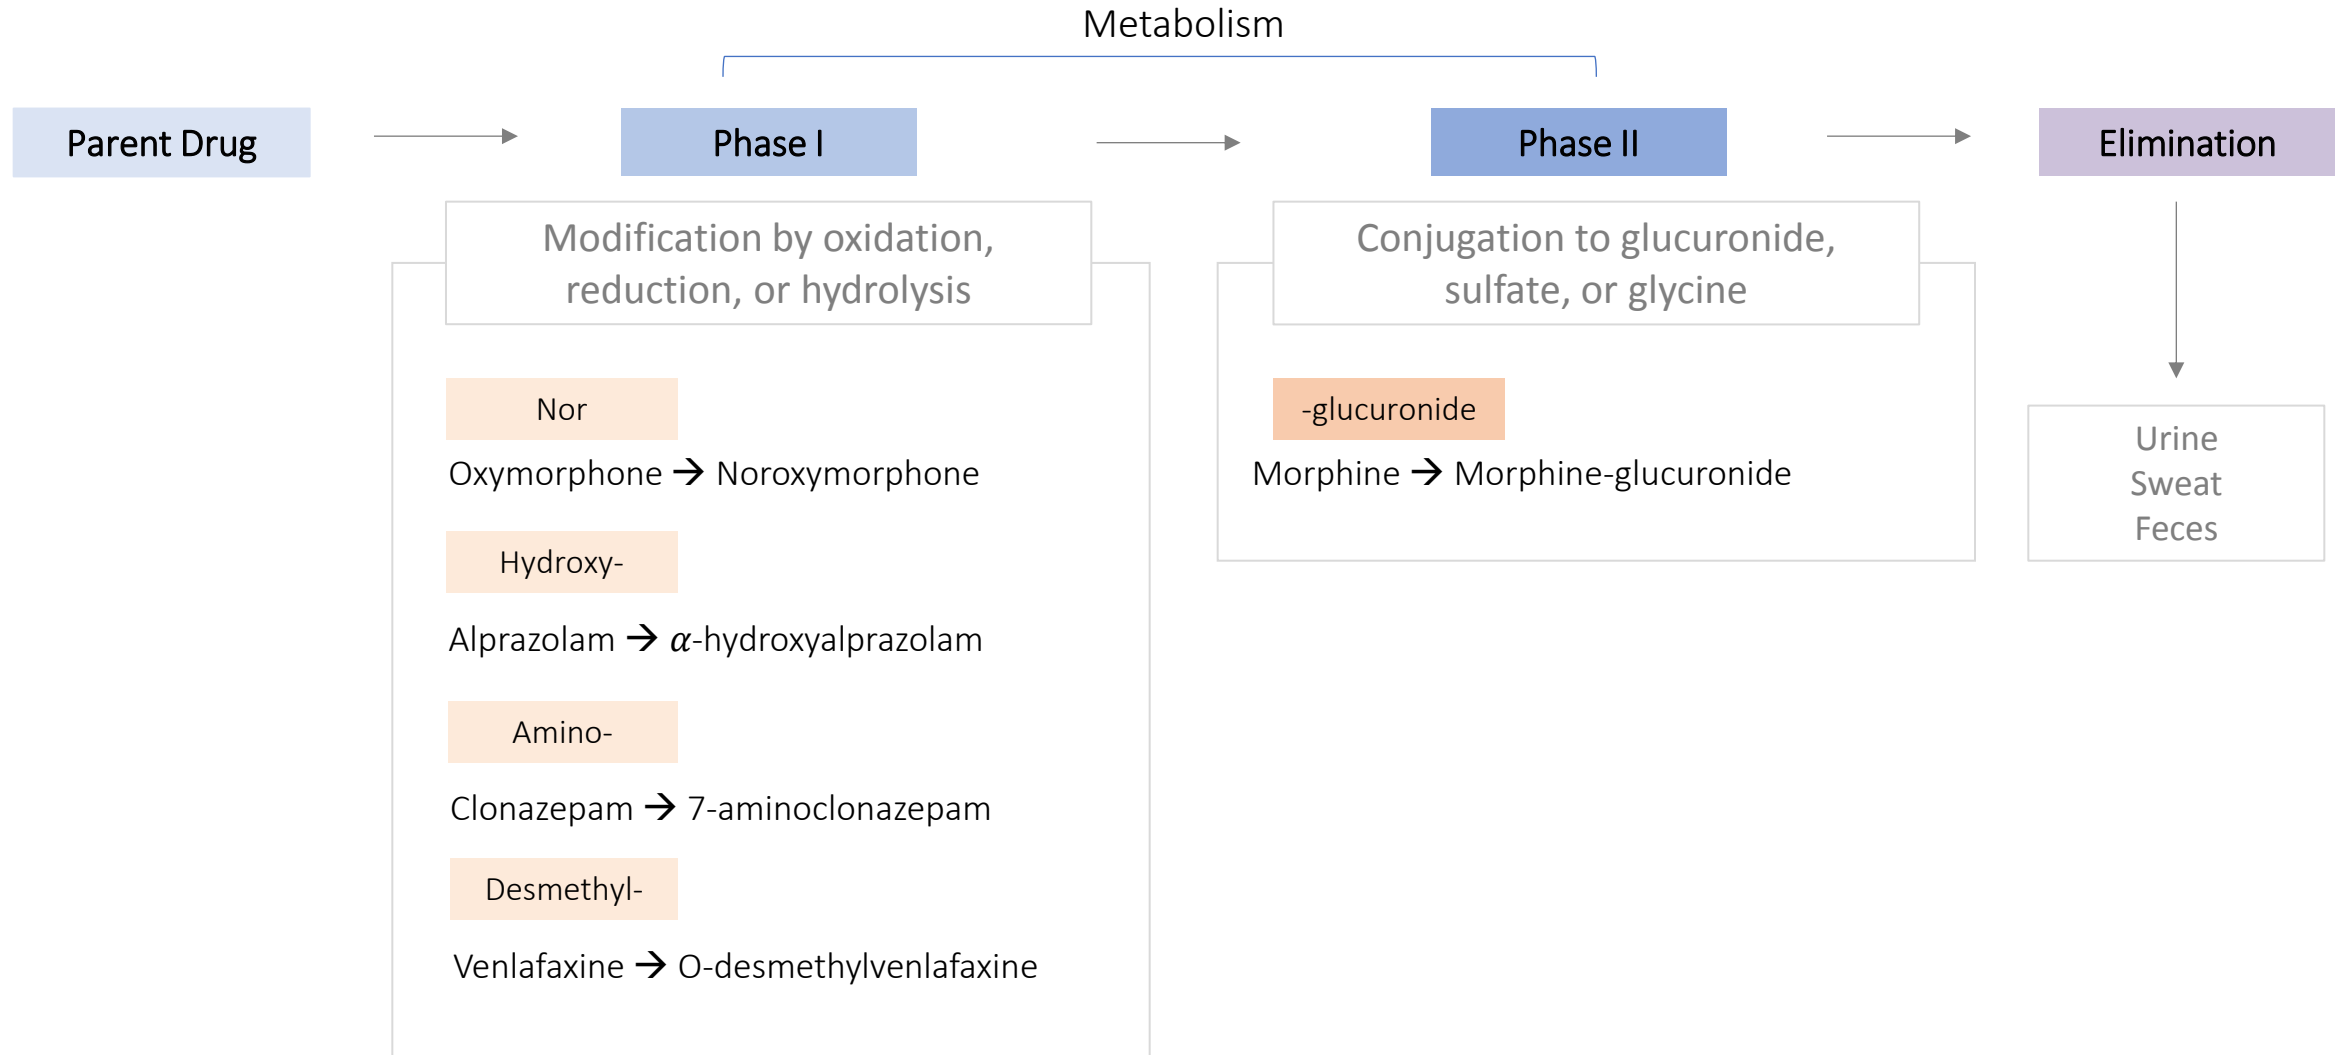 Metabolism
Parent Drug
Phase I
Phase II
Elimination
Modification by oxidation,
reduction, or hydrolysis
Nor
Oxymorphone → Noroxymorphone
Hydroxy-
Alprazolam → α-hydroxyalprazolam
Amino-
Clonazepam → 7-aminoclonazepam
Desmethyl-
Venlafaxine → O-desmethylvenlafaxine
Conjugation to glucuronide,
sulfate, or glycine
-glucuronide
Morphine → Morphine-glucuronide
Urine
Sweat
Feces